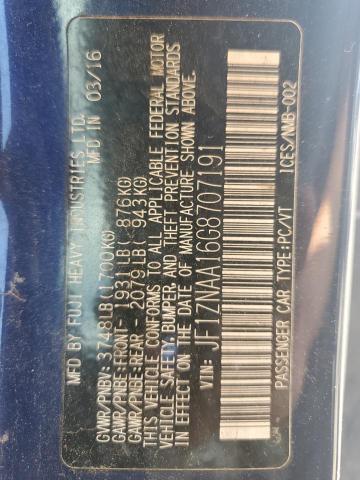 MFD BY FUJI HEAVY INDUSTRIES LTD.
MFD IN 03/16
GVWR/PNBV: 3748LB(1700KG)
GAWR/PNBE:FRONT- 1931LB( 876KG)
GAWR/PNBE:REAR - 2079LB( 943KG)
THIS VEHICLE CONFORMS TO ALL APPLICABLE FEDERAL MOTOR
VEHICLE SAFETY, BUMPER, AND THEFT PREVENTION STANDARDS
IN EFFECT ON THE DATE OF MANUFACTURE SHOWN ABOVE.
VIN: JF1ZNAA16G8707191
PASSENGER CAR TYPE:PC/VT
ICES/NMB-002